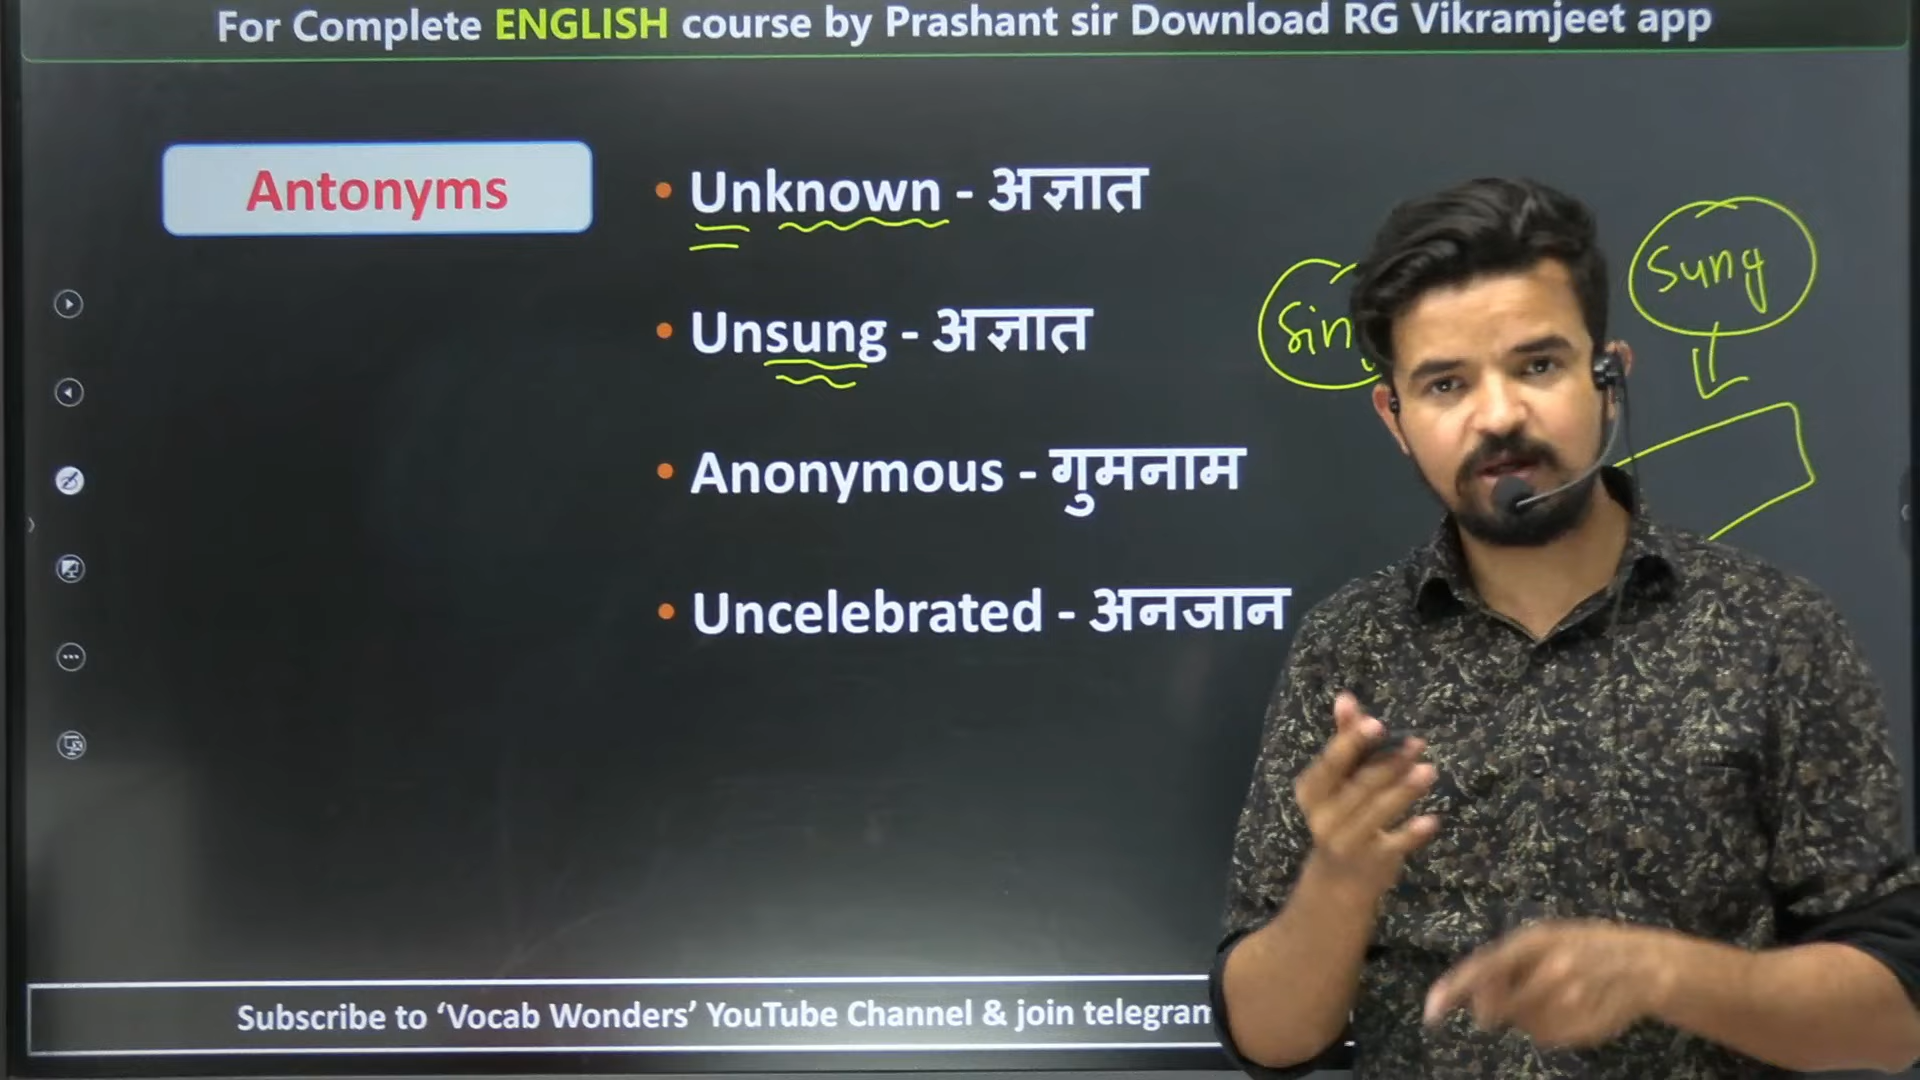 For Complete ENGLISH course by Prashant sir Download RG Vikramjeet app
Antonyms
• Unknown - अज्ञात
• Unsung - अज्ञात
• Anonymous - गुमनाम
• Uncelebrated - अनजान
Sin
Sung
Subscribe to ‘Vocab Wonders’ YouTube Channel & join telegram